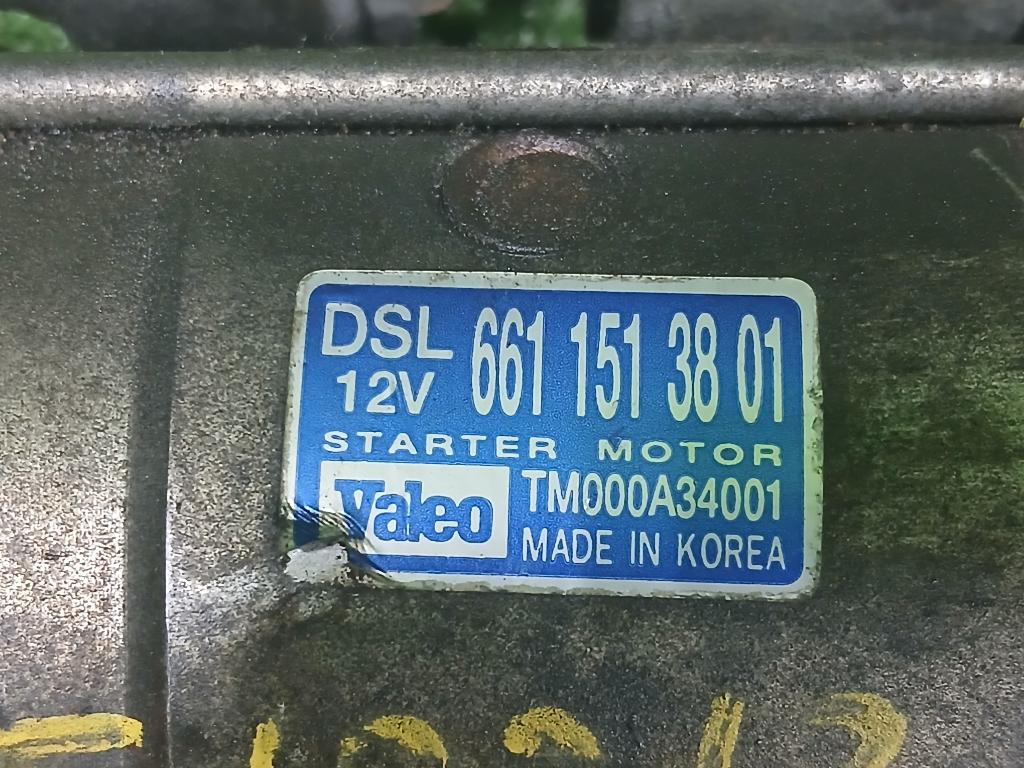 DSL 661 151 38 01
12V
STARTER MOTOR
Valeo TM000A34001
MADE IN KOREA